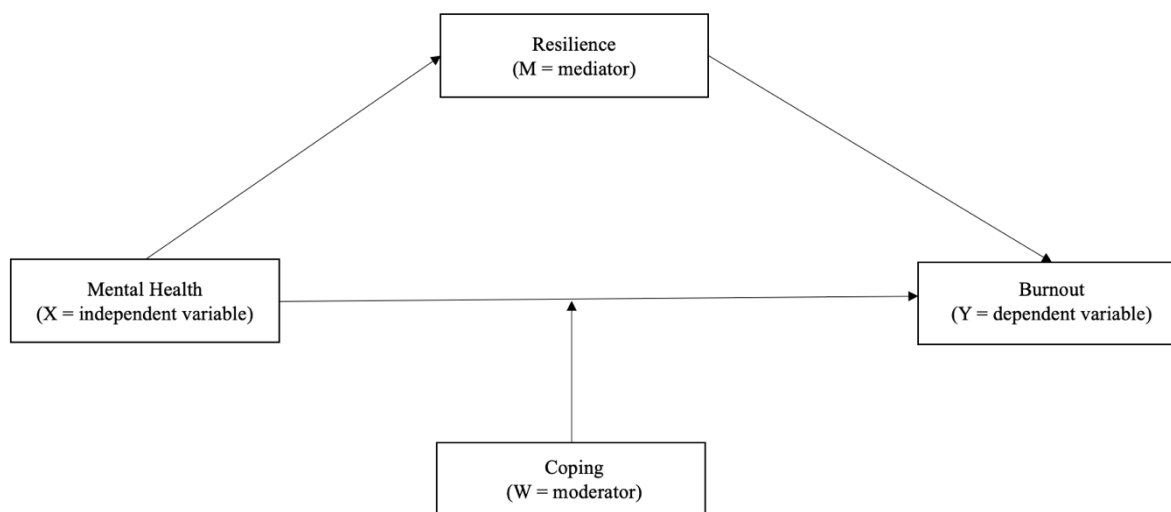 Resilience
(M = mediator)
Mental Health
(X = independent variable)
Burnout
(Y = dependent variable)
Coping
(W = moderator)